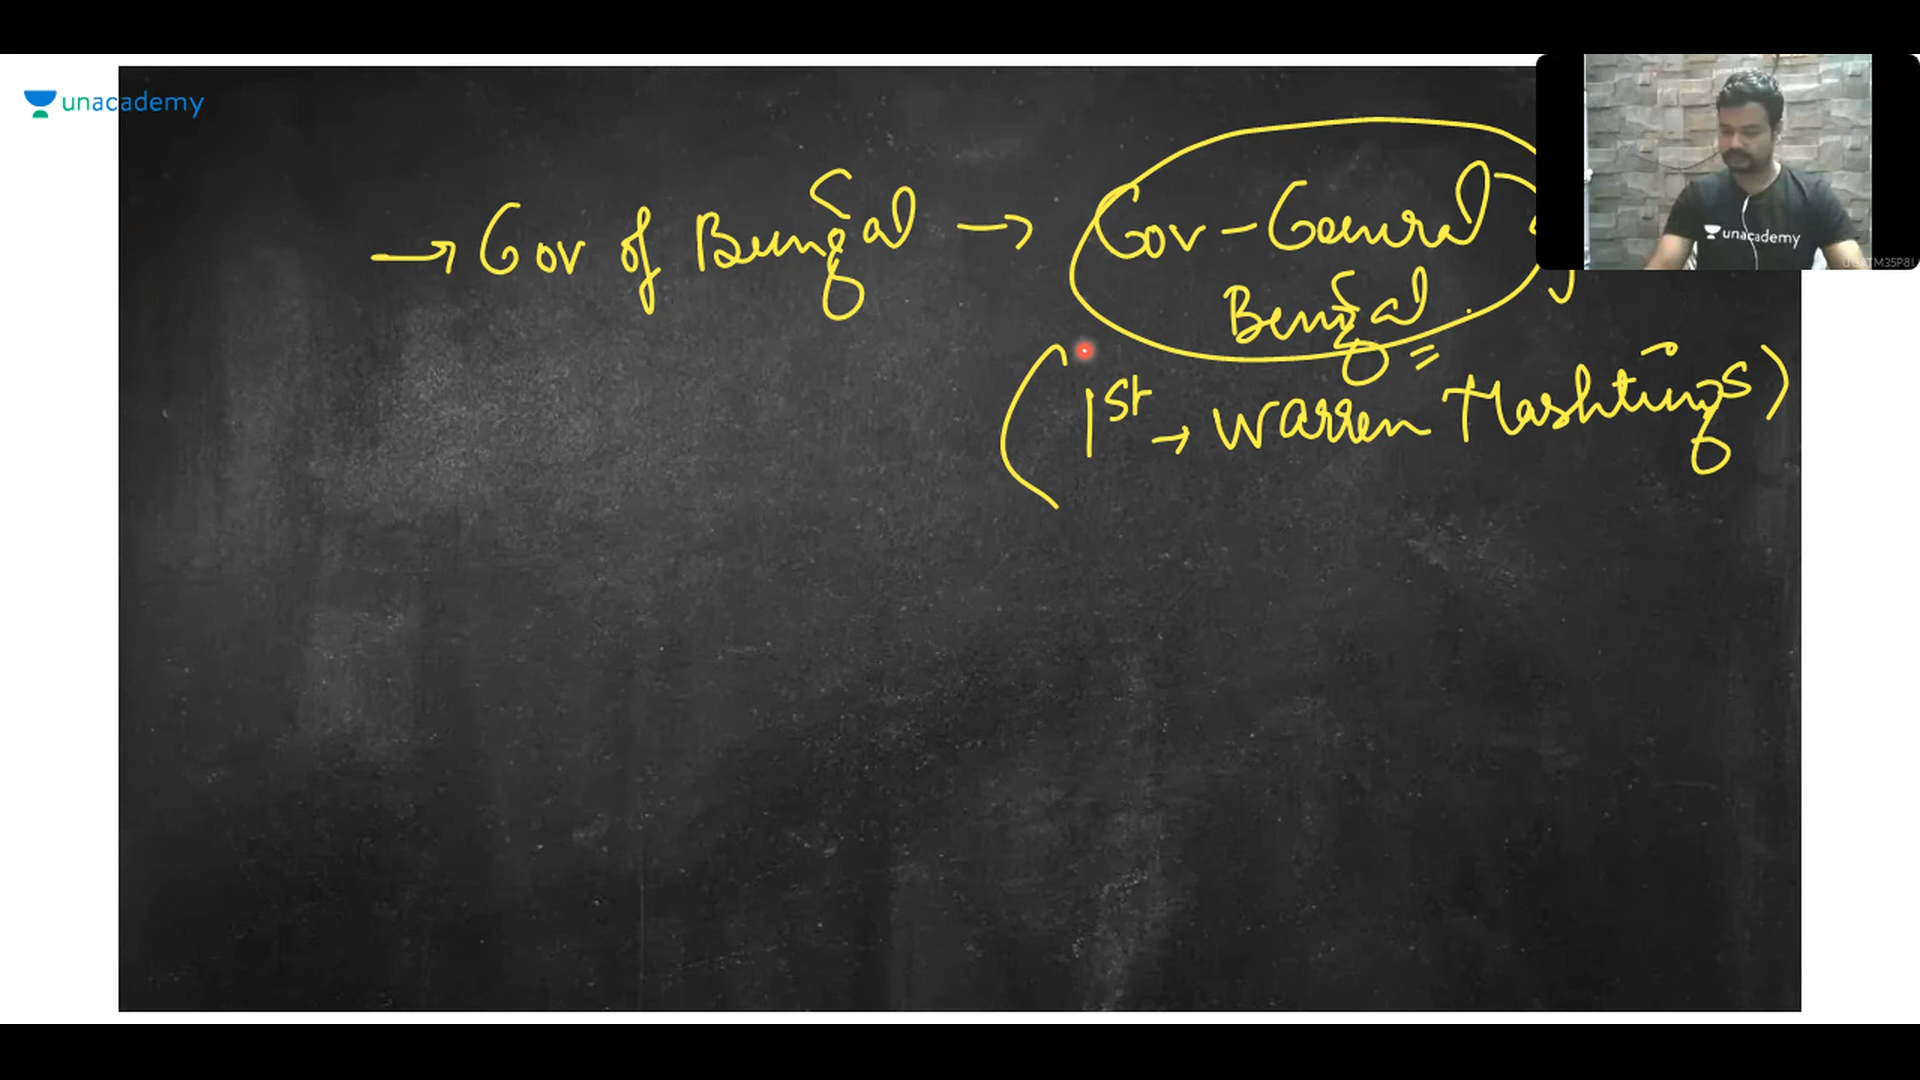 unacademy
→ Gov of Bengal → Gov-General
Bengal
(1st → Warren Hashtings)
unacademy